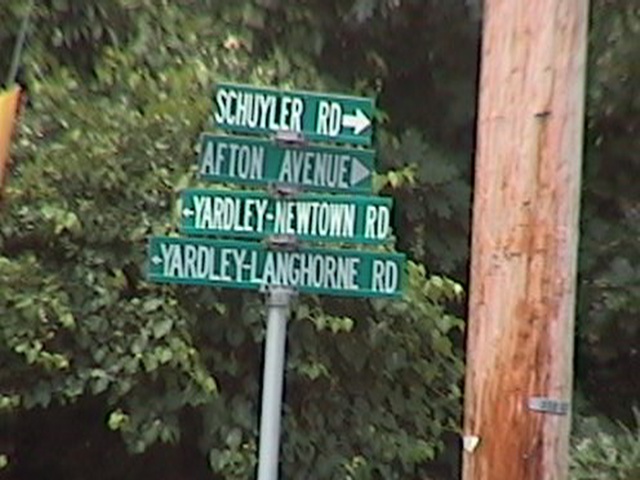 SCHUYLER RD→
AFTON AVENUE▶
←YARDLEY-NEWTOWN RD
←YARDLEY-LANGHORNE RD